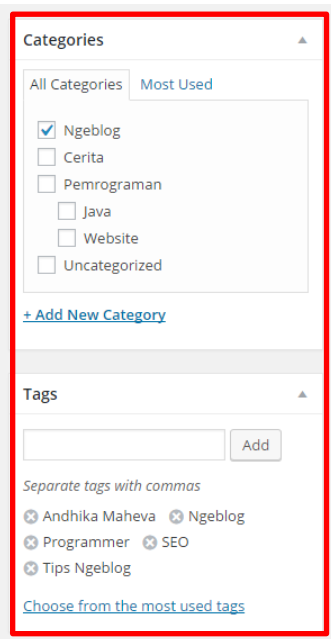 Categories
All Categories Most Used
Ngeblog
Cerita
Pemrograman
Java
Website
Uncategorized
+ Add New Category
Tags
Add
Separate tags with commas
Andhika Maheva Ngeblog
Programmer SEO
Tips Ngeblog
Choose from the most used tags